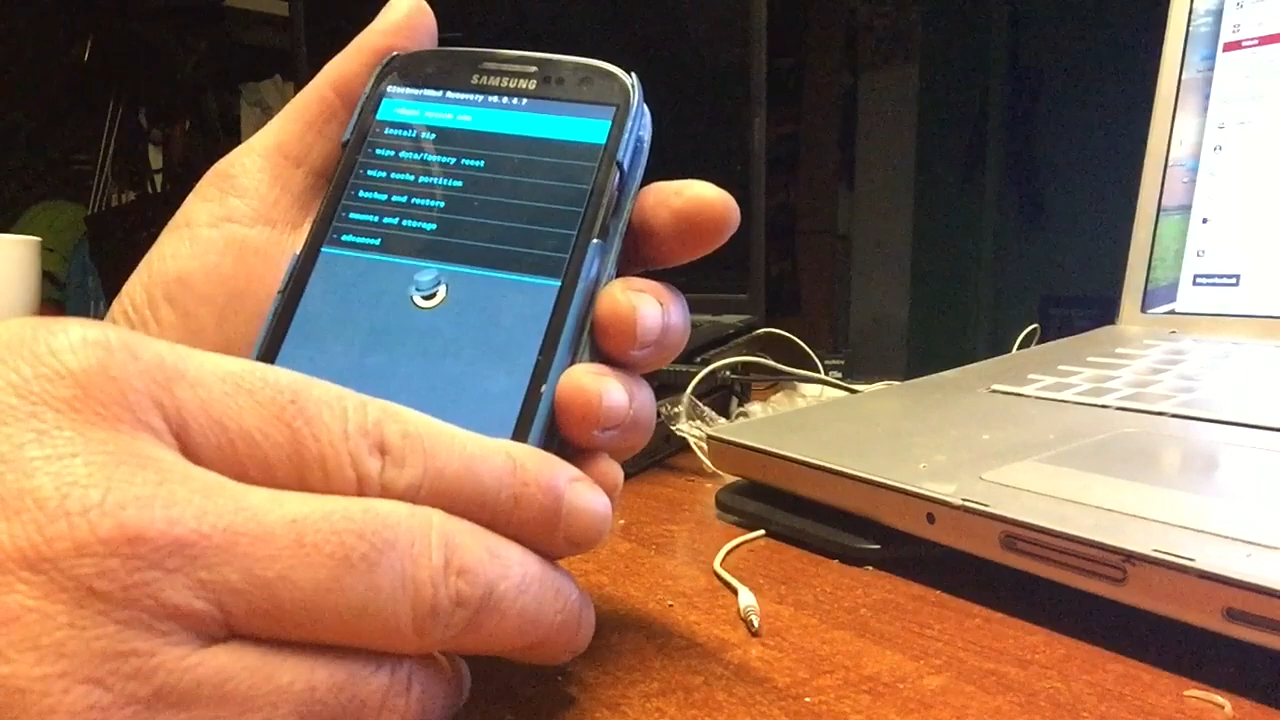 SAMSUNG
ClockworkMod Recovery v6.0.4.7
- install zip
- wipe data/factory reset
- wipe cache partition
- backup and restore
- mounts and storage
- advanced